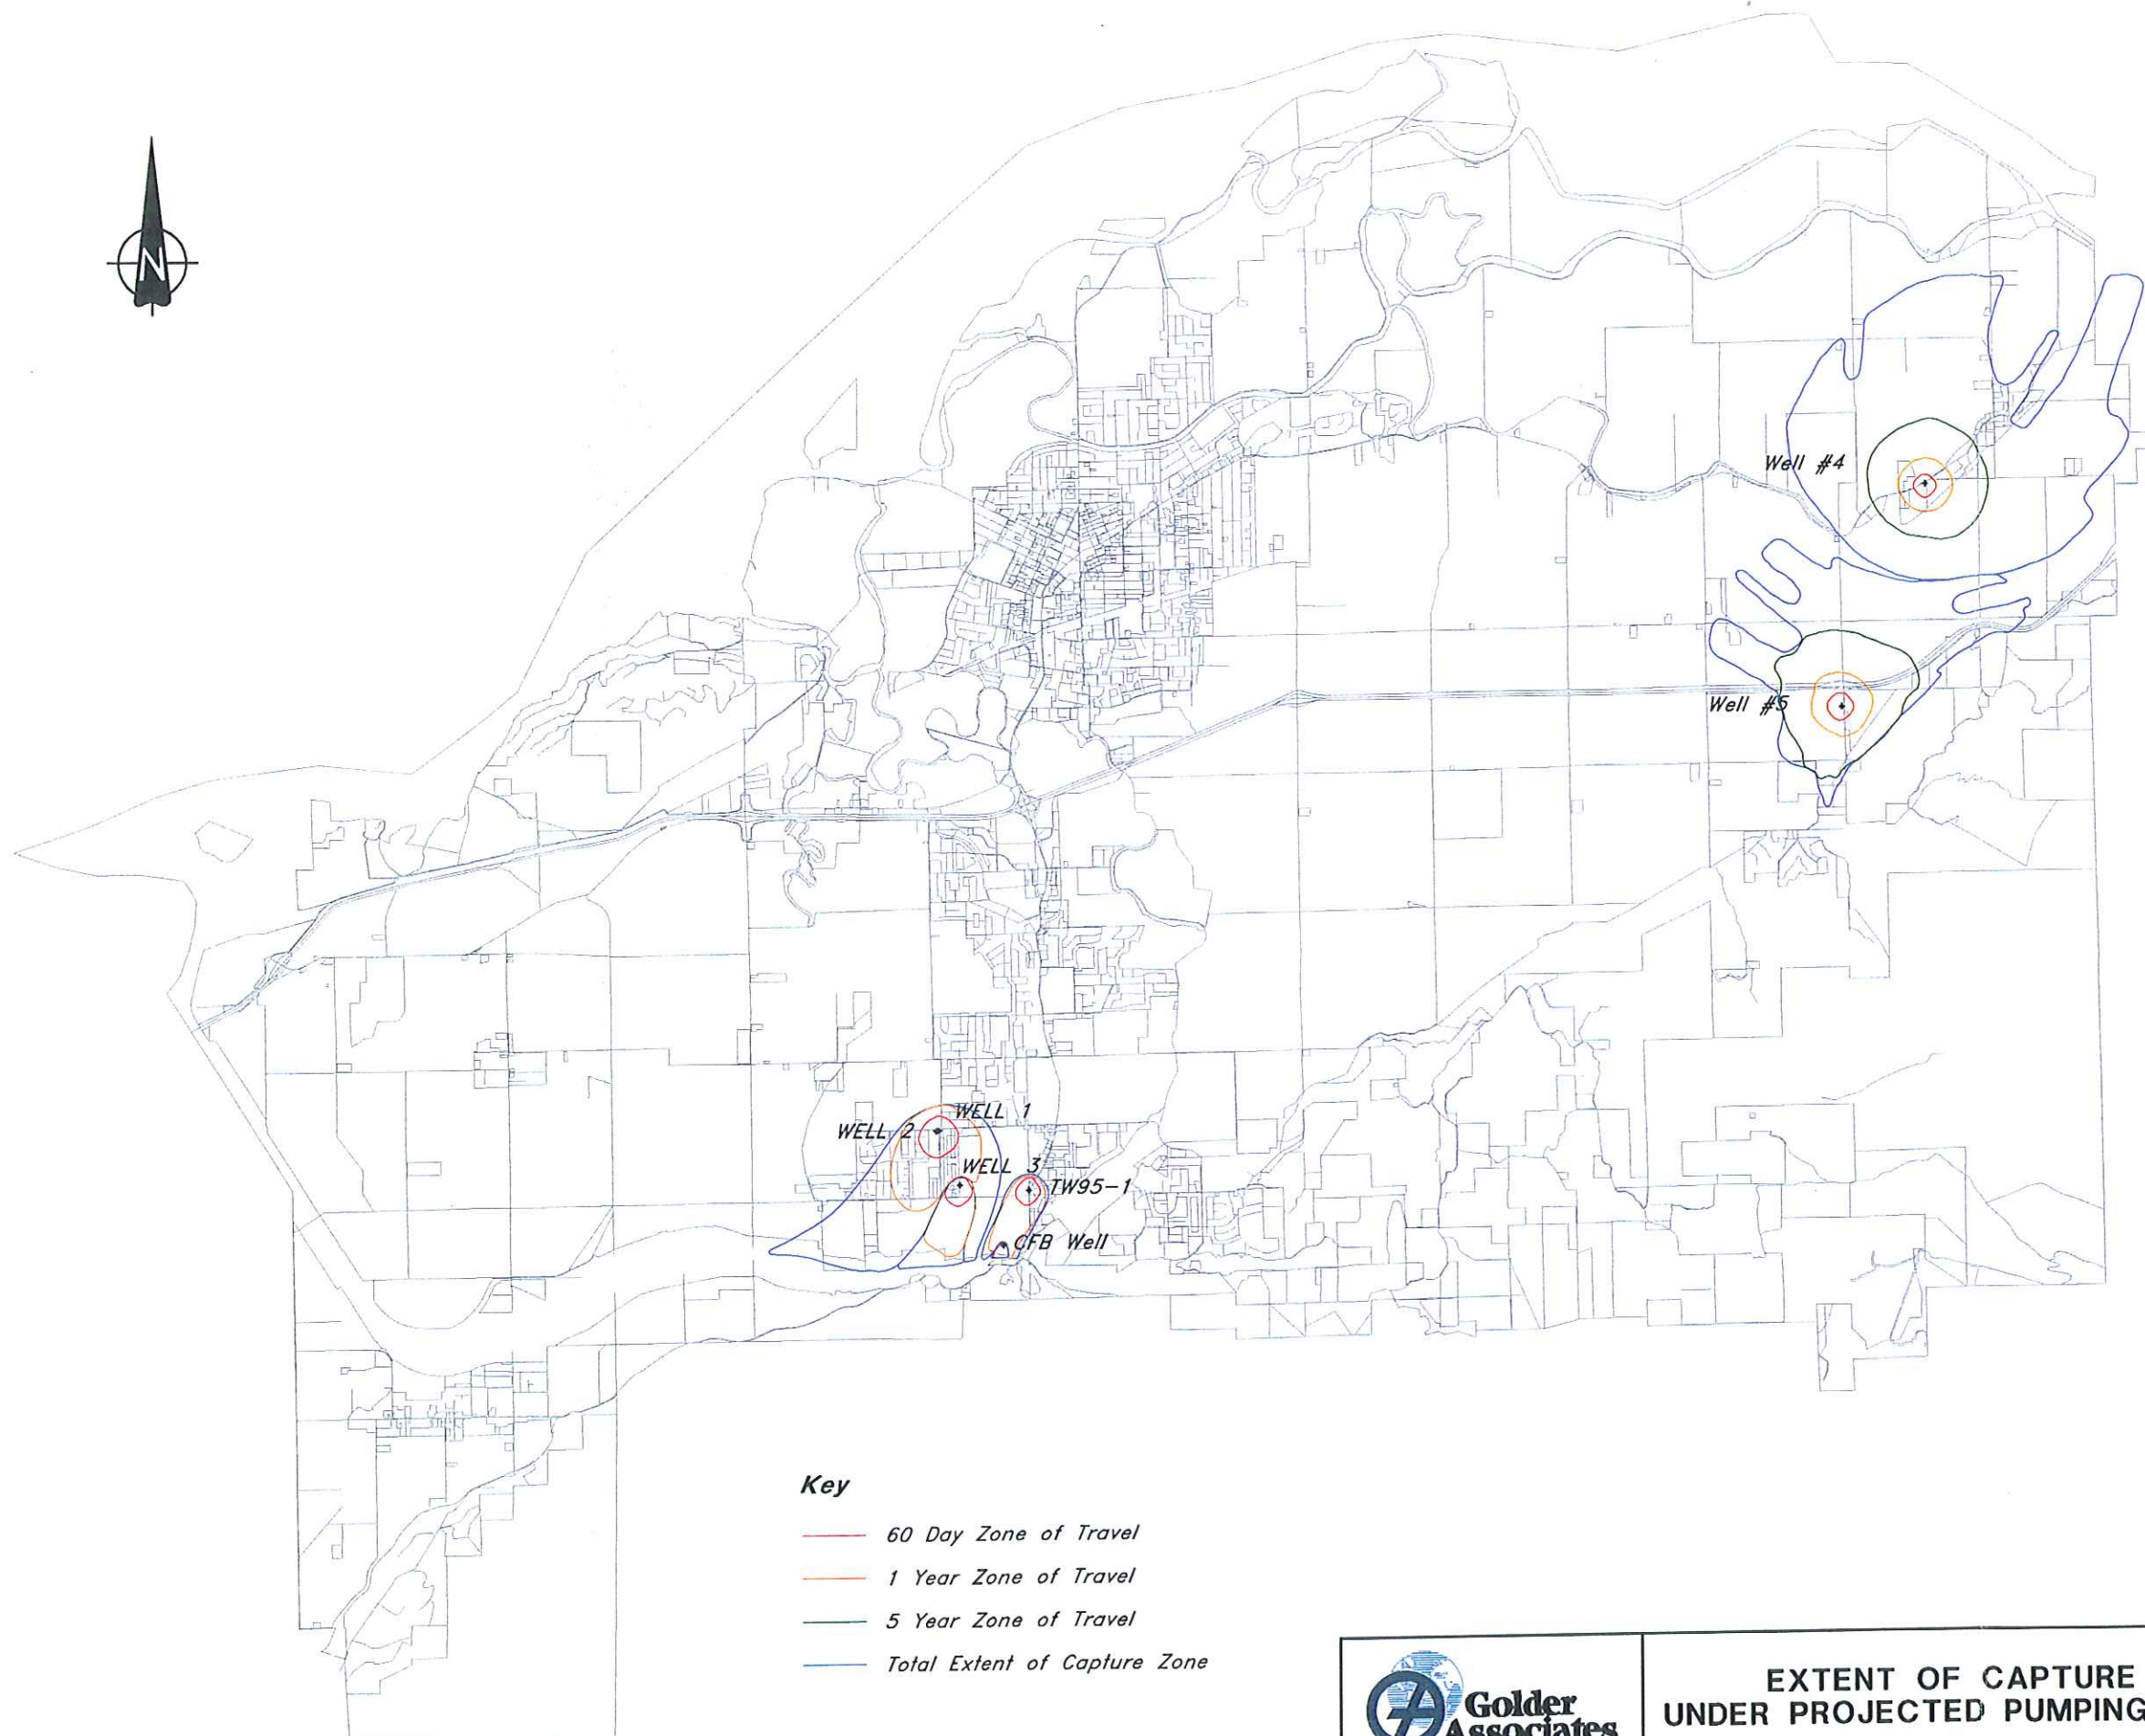 N
Well #4
Well #5
WELL 1
WELL 2
WELL 3
TW95-1
CFB Well
Key
60 Day Zone of Travel
1 Year Zone of Travel
5 Year Zone of Travel
Total Extent of Capture Zone
Golder
Associates
EXTENT OF CAPTURE
UNDER PROJECTED PUMPING